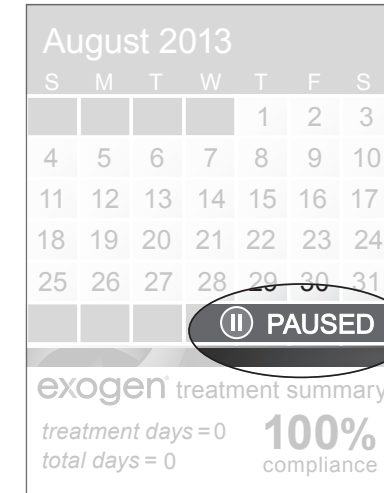 August 2013
S M T W T F S
1 2 3
4 5 6 7 8 9 10
11 12 13 14 15 16 17
18 19 20 21 22 23 24
25 26 27 28 29 30 31
PAUSED
exogen® treatment summary
treatment days = 0
total days = 0
100%
compliance